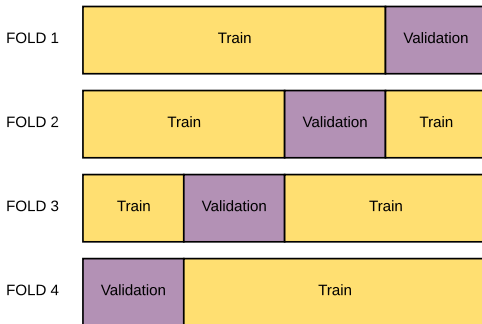 FOLD 1 Train Validation
FOLD 2 Train Validation Train
FOLD 3 Train Validation Train
FOLD 4 Validation Train